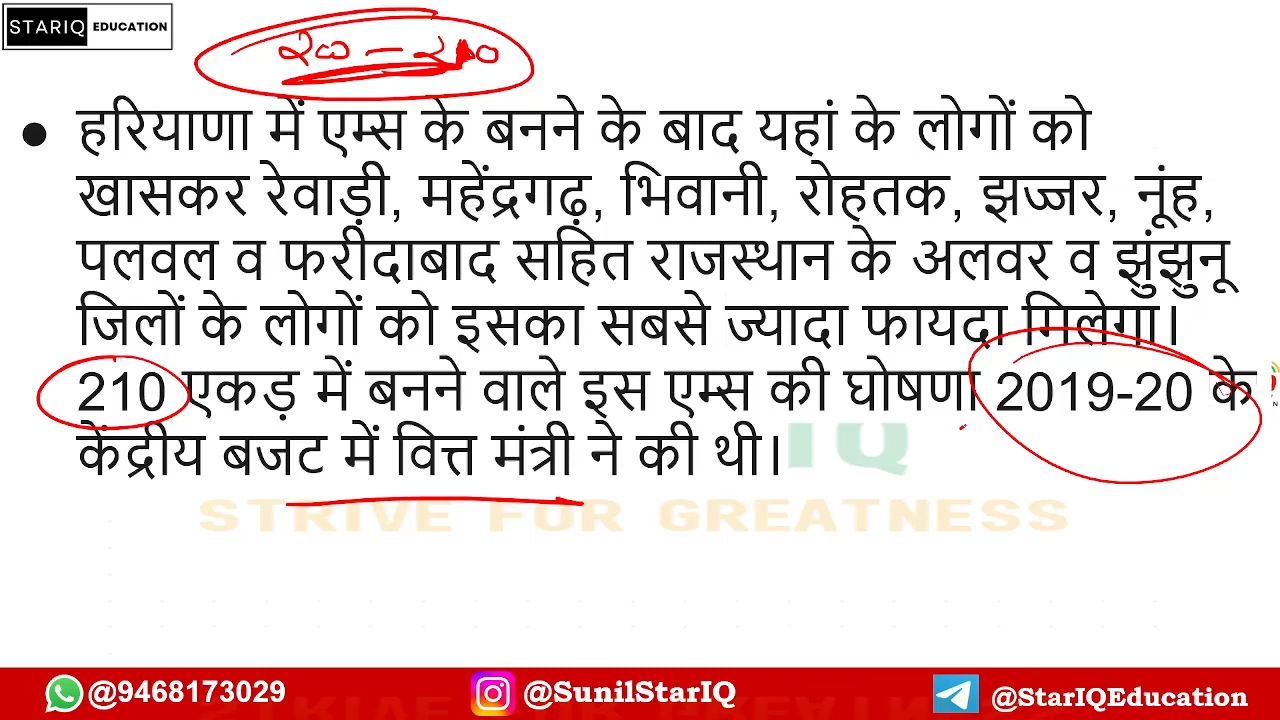 STARIQ EDUCATION
हरियाणा में एम्स के बनने के बाद यहां के लोगों को
खासकर रेवाड़ी, महेंद्रगढ़, भिवानी, रोहतक, झज्जर, नूंह,
पलवल व फरीदाबाद सहित राजस्थान के अलवर व झुंझुनू
जिलों के लोगों को इसका सबसे ज्यादा फायदा मिलेगा।
210 एकड़ में बनने वाले इस एम्स की घोषणा 2019-20 के
केंद्रीय बजट में वित्त मंत्री ने की थी।
IQ
STRIVE FOR GREATNESS
@9468173029 @SunilStarIQ @StarIQEducation